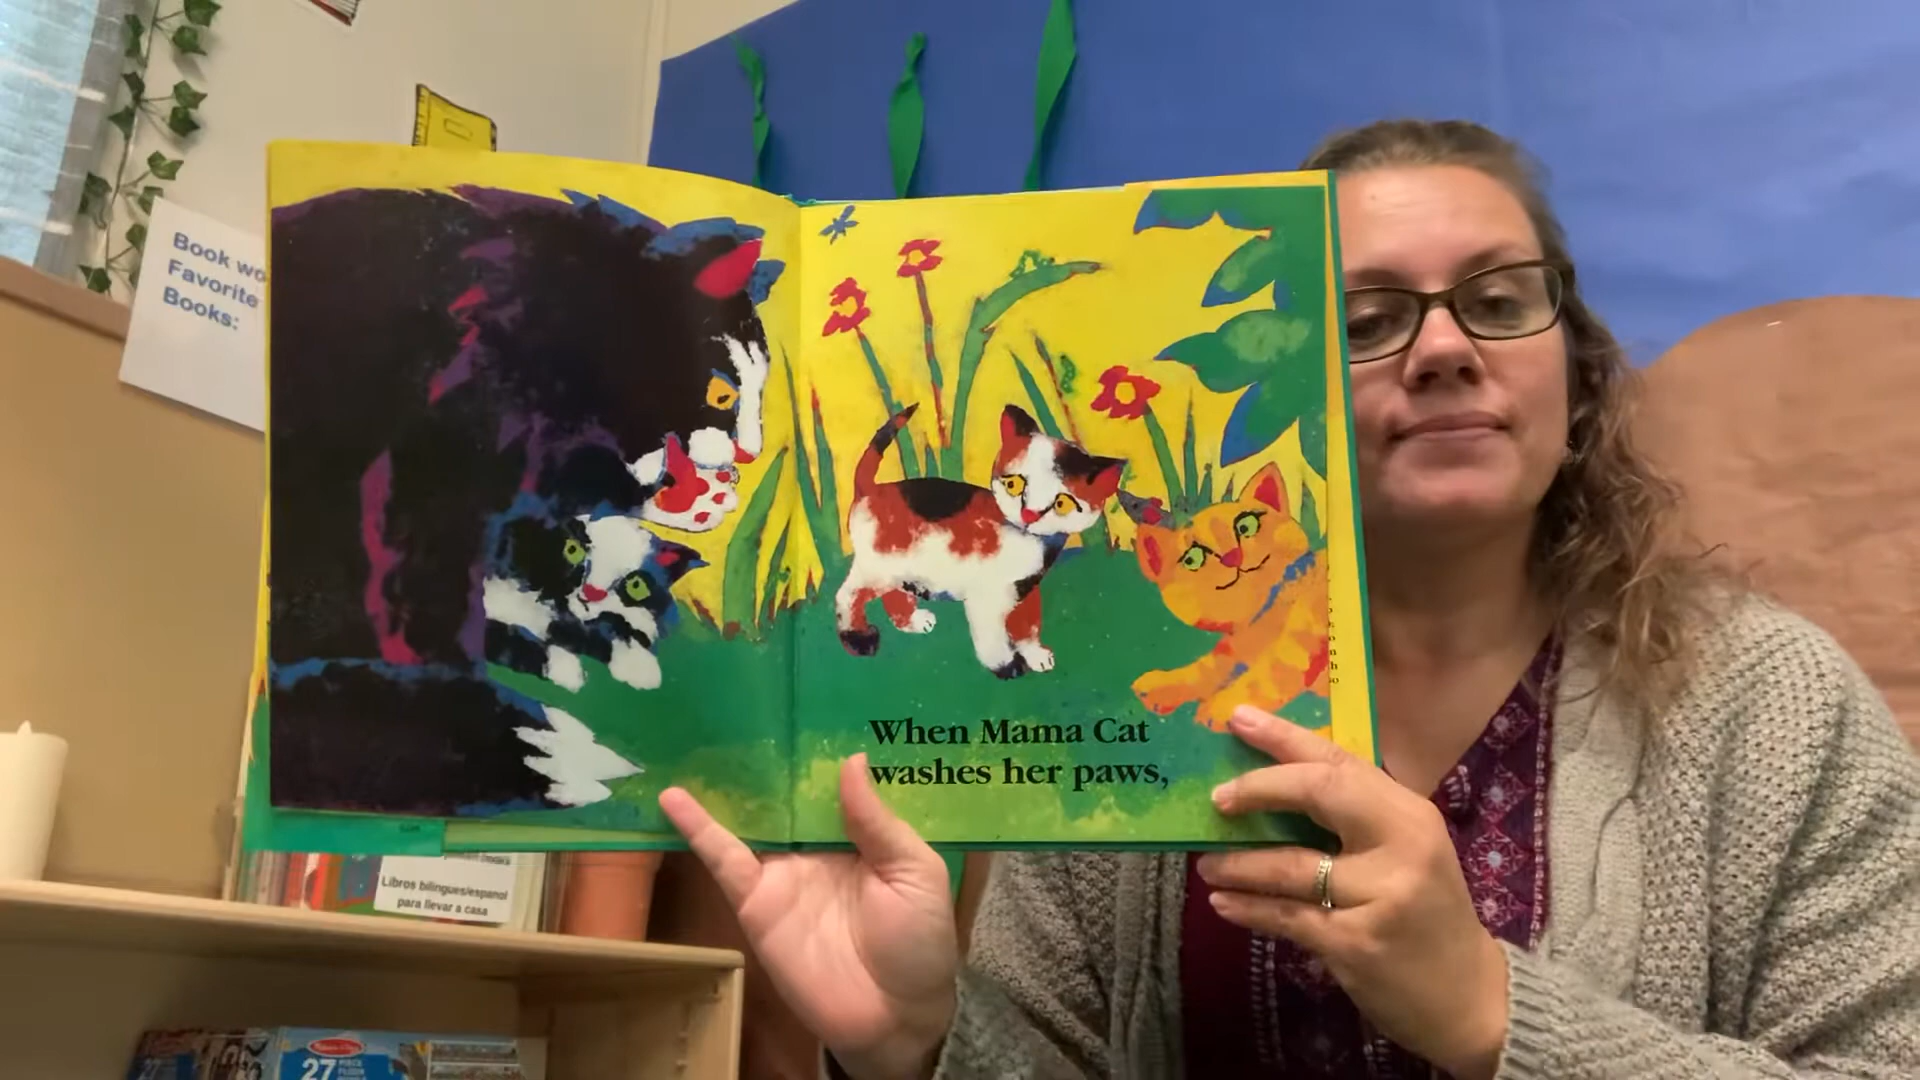 Book wo
Favorite
Books:
When Mama Cat
washes her paws,
Libros bilingues/espanol
para llevar a casa
27